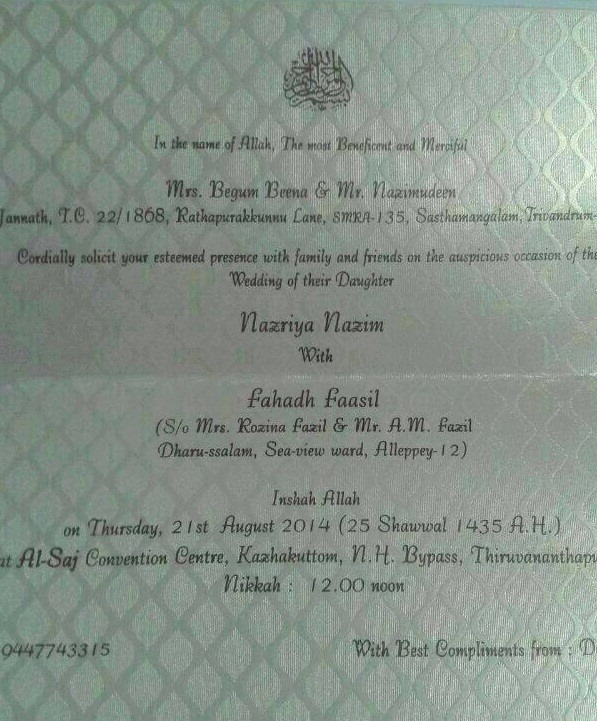 In the name of Allah, The most Beneficent and Merciful
Mrs. Begum Beena & Mr. Nazimudeen
Jannath, T.C. 22/1868, Rathapurakkunnu Lane, SMRA-135, Sasthamangalam, Trivandrum-
Cordially solicit your esteemed presence with family and friends on the auspicious occasion of the
Wedding of their Daughter
Nazriya Nazim
With
Fahadh Faasil
(S/o Mrs. Rozina Fazil & Mr. A.M. Fazil
Dharu-ssalam, Sea-view ward, Alleppey-12)
Inshah Allah
on Thursday, 21st August 2014 (25 Shawwal 1435 A.H.)
at Al-Saj Convention Centre, Kazhakuttom, N.H. Bypass, Thiruvananthapu
Nikkah : 12.00 noon
9447743315 With Best Compliments from : D